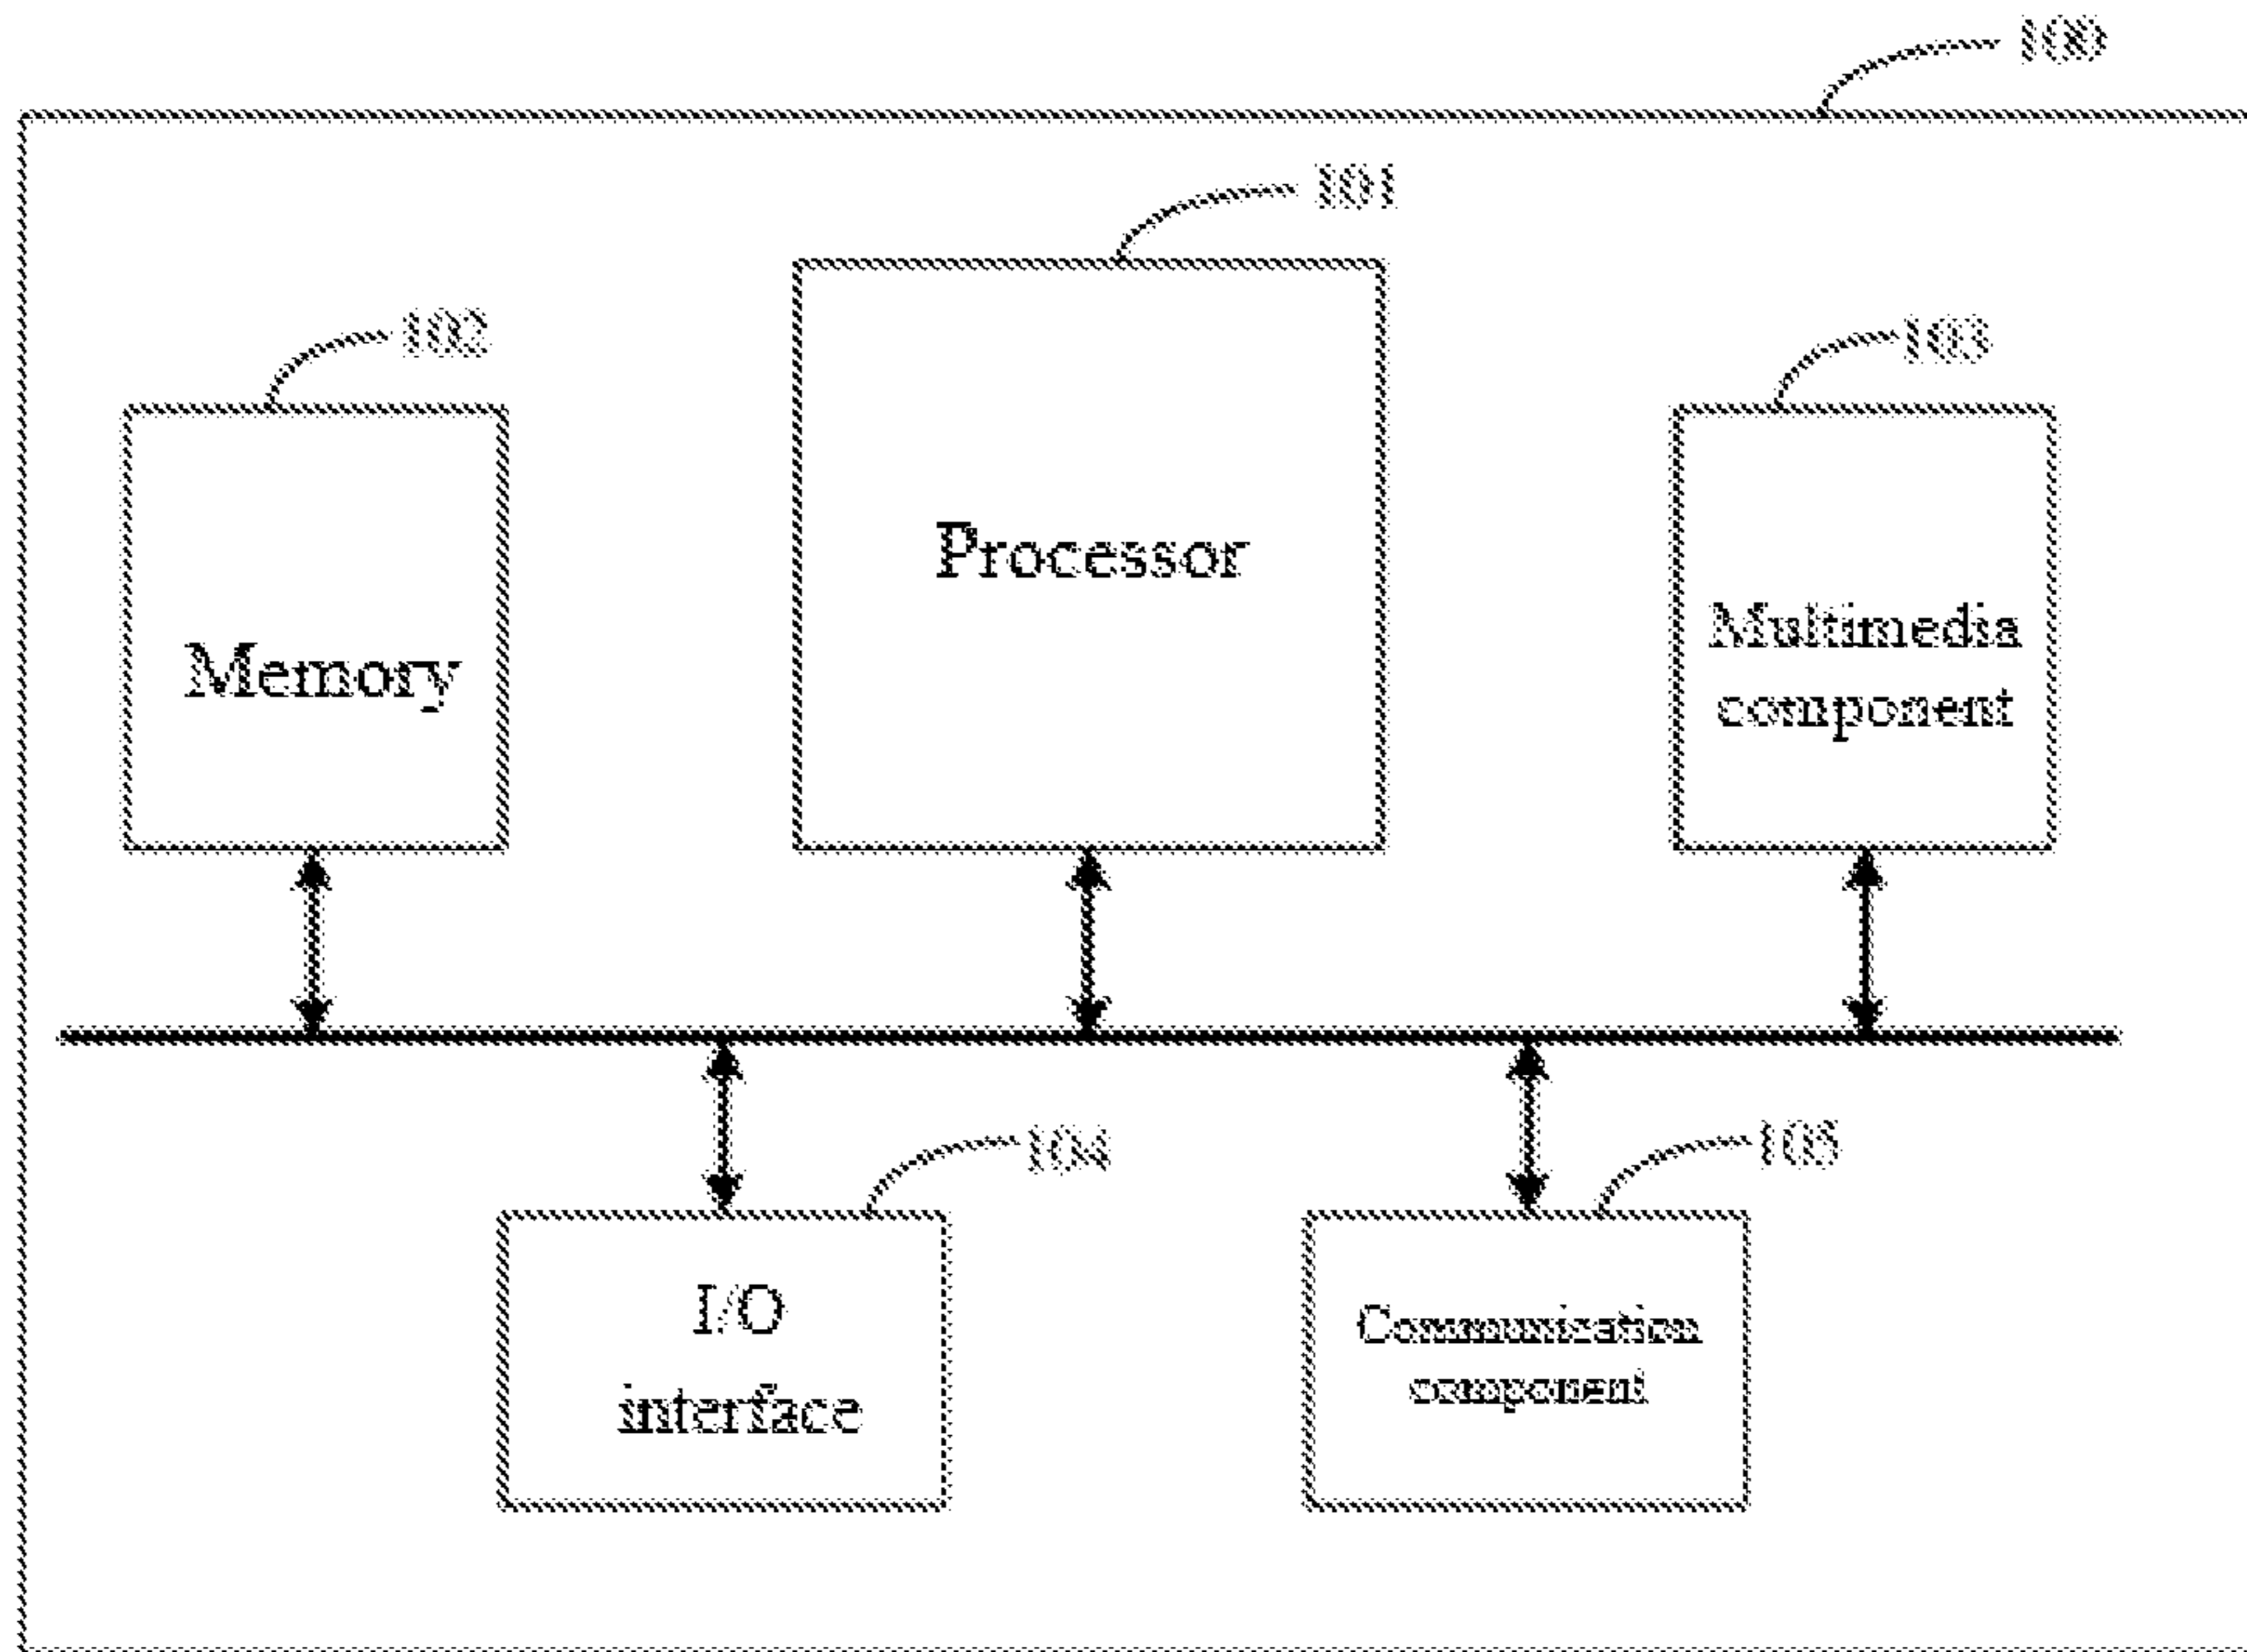 100
101
102
103
Processor
Memory
Multimedia
component
104
105
I/O
interface
Communication
component